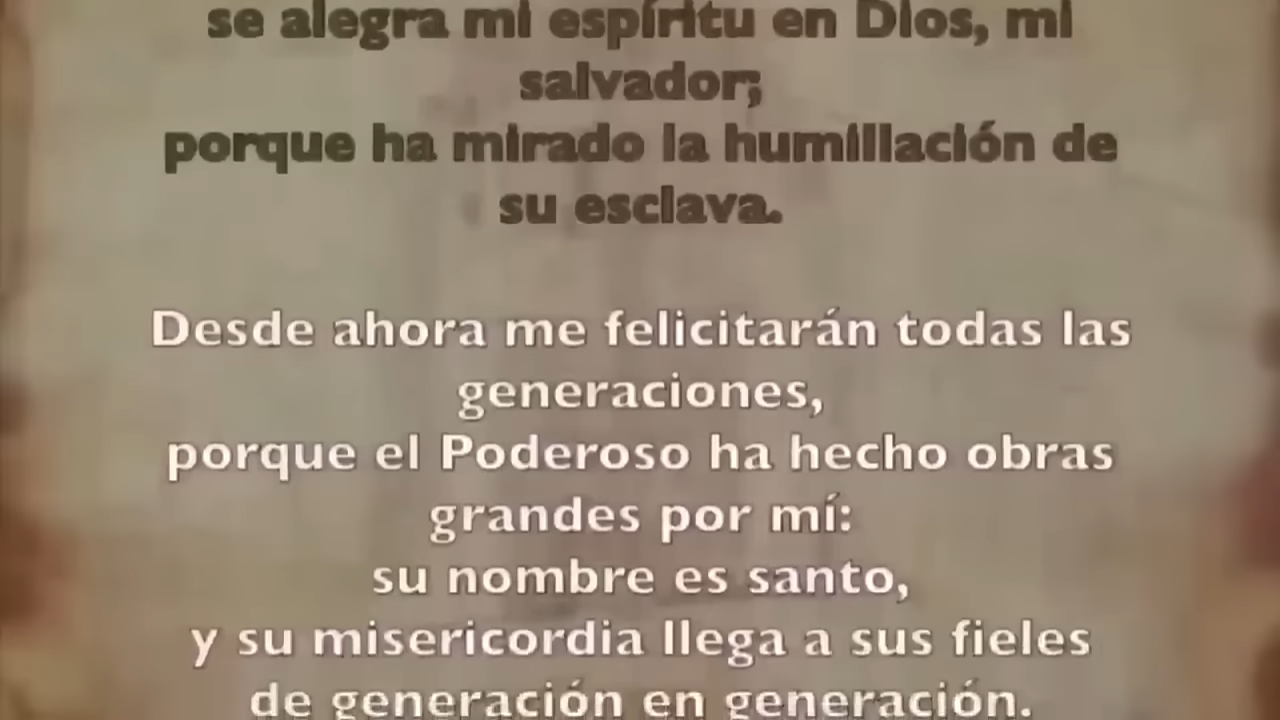 se alegra mi espíritu en Dios, mi
salvador;
porque ha mirado la humillación de
su esclava.
Desde ahora me felicitarán todas las
generaciones,
porque el Poderoso ha hecho obras
grandes por mí:
su nombre es santo,
y su misericordia llega a sus fieles
de generación en generación.